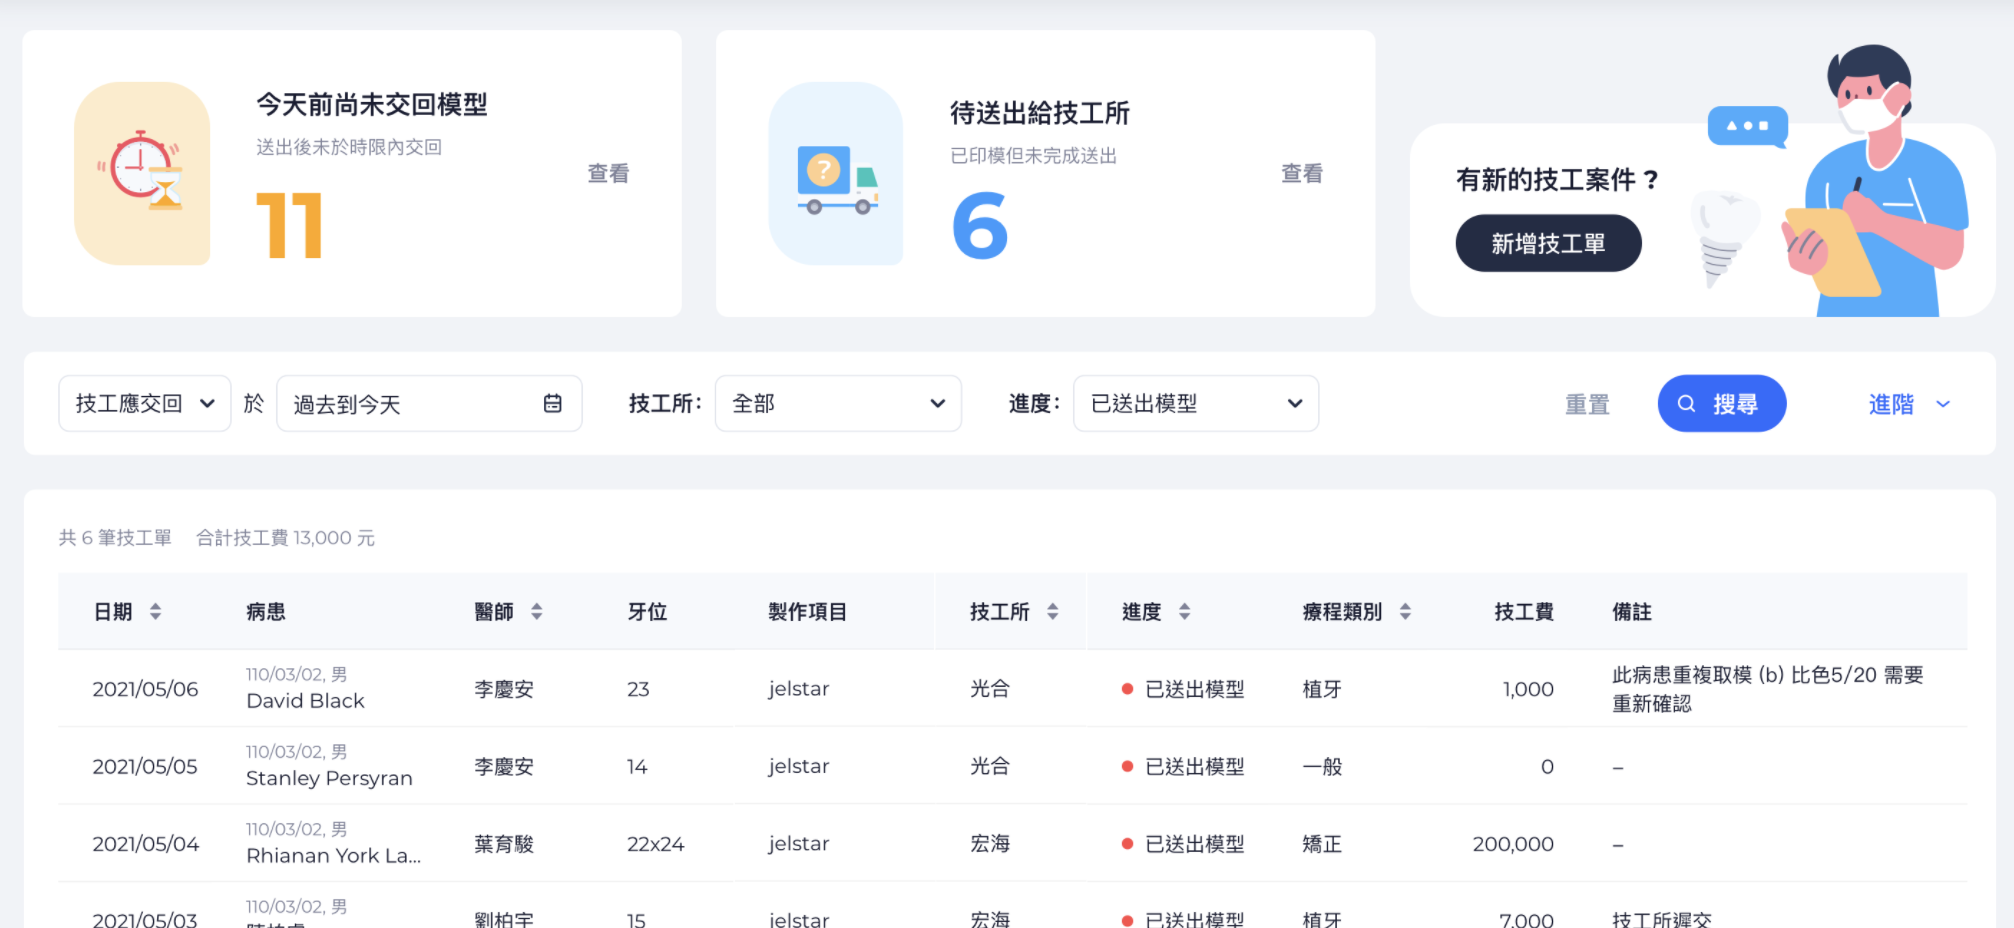 今天前尚未交回模型
送出後未於時限內交回
11
查看
待送出給技工所
已印模但未完成送出
6
查看
?
有新的技工案件？
新增技工單
技工應交回 於 過去到今天 技工所： 全部 進度： 已送出模型 重置 搜尋 進階
共 6 筆技工單 合計技工費 13,000 元
日期 病患 醫師 牙位 製作項目 技工所 進度 療程類別 技工費 備註
110/03/02, 男
2021/05/06 David Black 李慶安 23 jelstar 光合 已送出模型 植牙 1,000 此病患重複取模 (b) 比色5/20 需要
重新確認
110/03/02, 男
2021/05/05 Stanley Persyran 李慶安 14 jelstar 光合 已送出模型 一般 0 –
110/03/02, 男
2021/05/04 Rhianan York La... 葉育駿 22x24 jelstar 宏海 已送出模型 矯正 200,000 –
110/03/02, 男
2021/05/03 劉柏宇 15 jelstar 宏海 已送出模型 植牙 7,000 技工所遲交